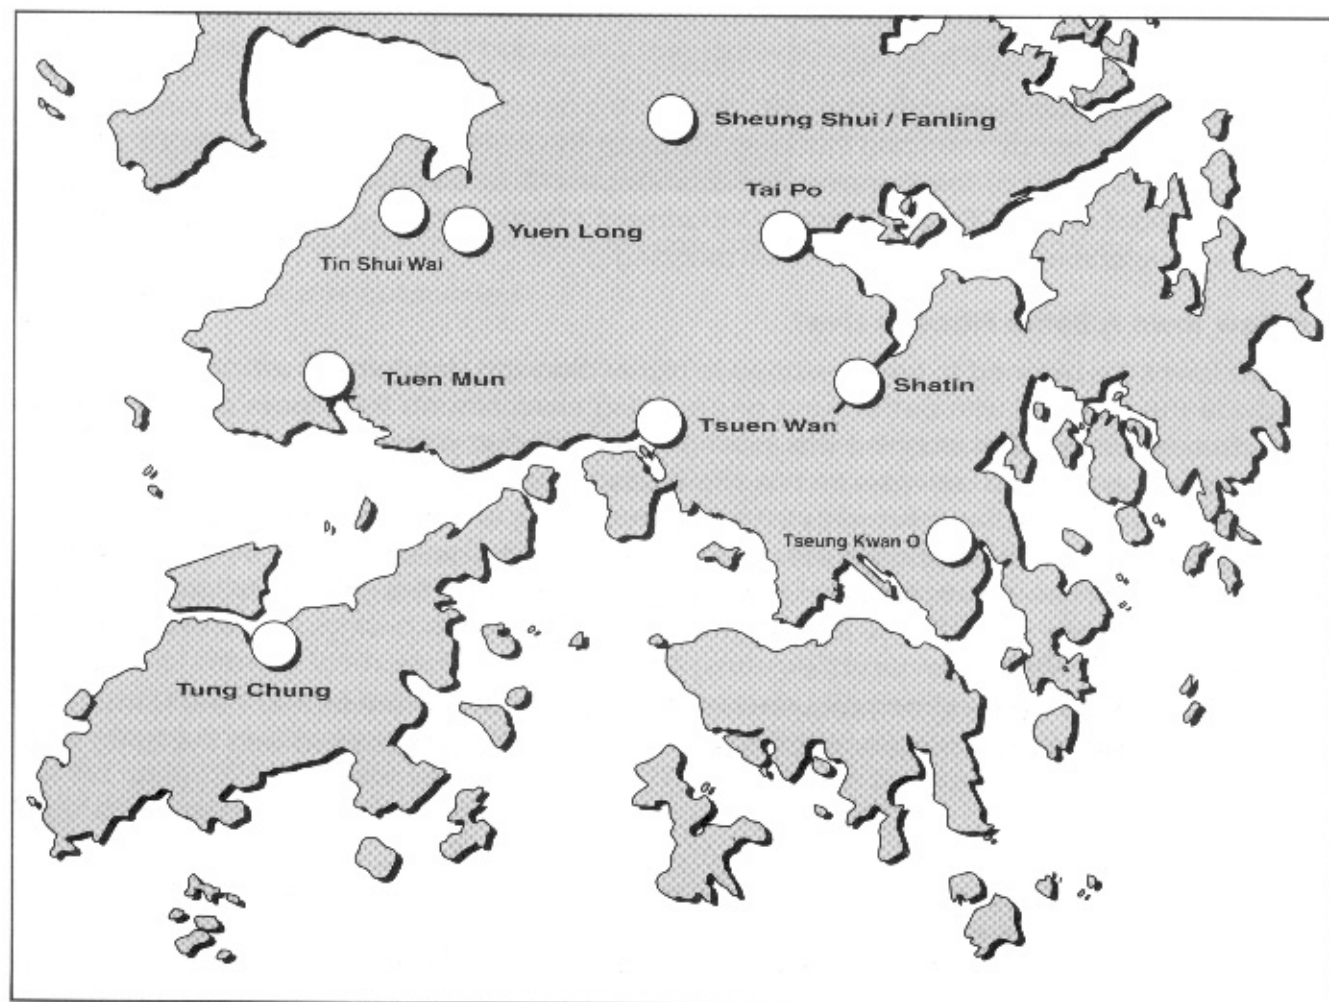 Sheung Shui / Fanling
Tai Po
Yuen Long
Tin Shui Wai
Tuen Mun
Shatin
Tsuen Wan
Tseung Kwan O
Tung Chung